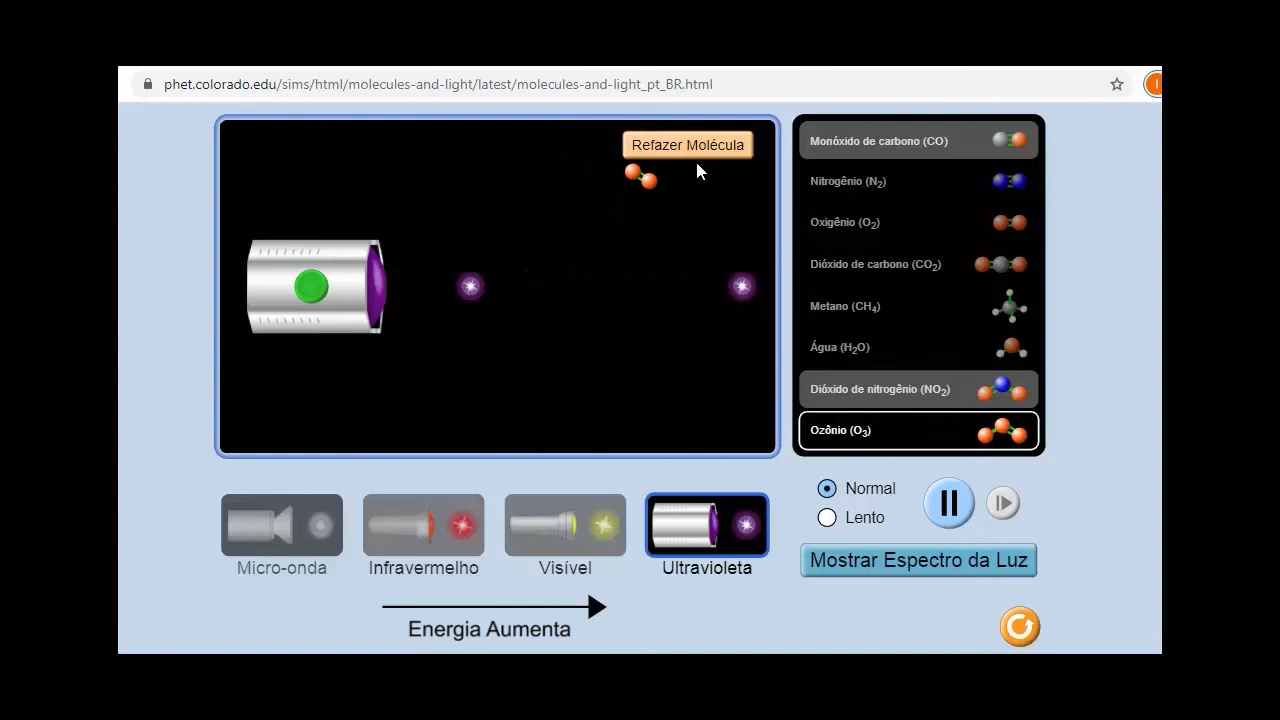 phet.colorado.edu/sims/html/molecules-and-light/latest/molecules-and-light_pt_BR.html
I
Refazer Molécula
Monóxido de carbono (CO)
Nitrogênio (N₂)
Oxigênio (O₂)
Dióxido de carbono (CO₂)
Metano (CH₄)
Água (H₂O)
Dióxido de nitrogênio (NO₂)
Ozônio (O₃)
Normal
Lento
Mostrar Espectro da Luz
Micro-onda
Infravermelho
Visível
Ultravioleta
Energia Aumenta